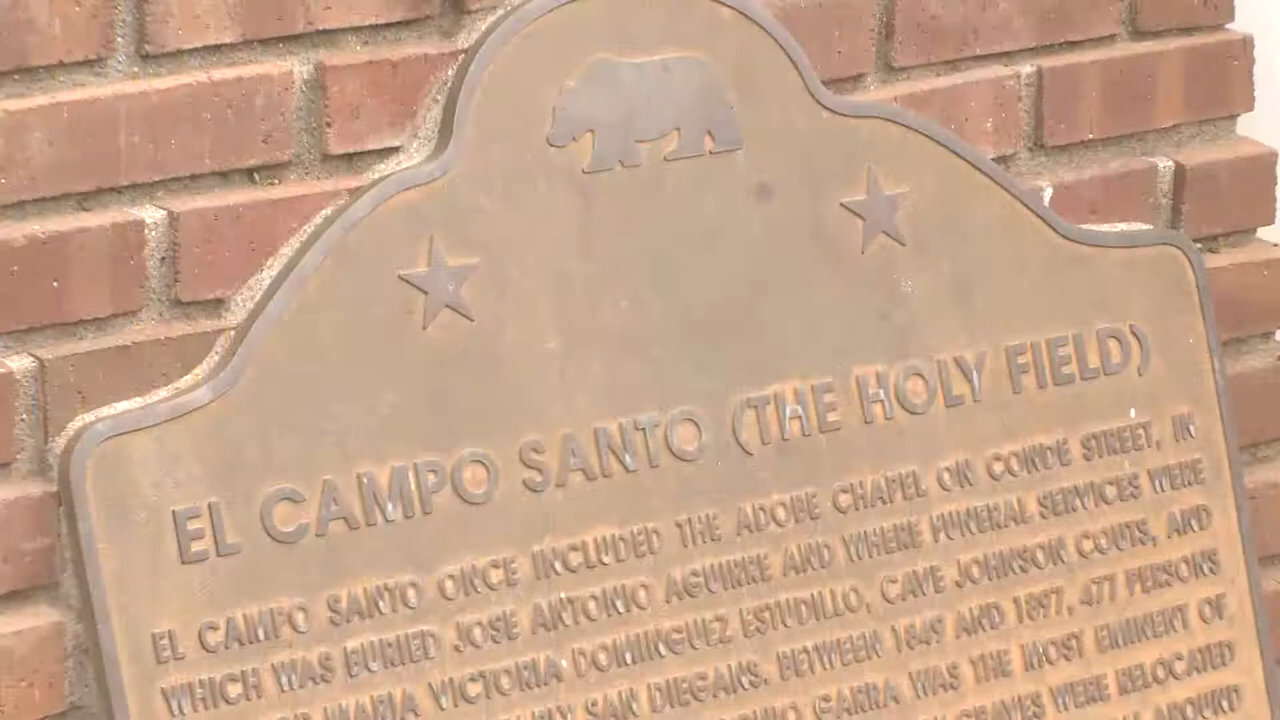 EL CAMPO SANTO (THE HOLY FIELD)
EL CAMPO SANTO ONCE INCLUDED THE ADOBE CHAPEL ON CONDE STREET, IN
WHICH WAS BURIED JOSE ANTONIO AGUIRRE AND WHERE FUNERAL SERVICES WERE
MARIA VICTORIA DOMINGUEZ ESTUDILLO, CAVE JOHNSON COUTS, AND
SAN DIEGANS. BETWEEN 1849 AND 1897, 477 PERSONS
GARRA WAS THE MOST EMINENT OF
GRAVES WERE RELOCATED
AROUND